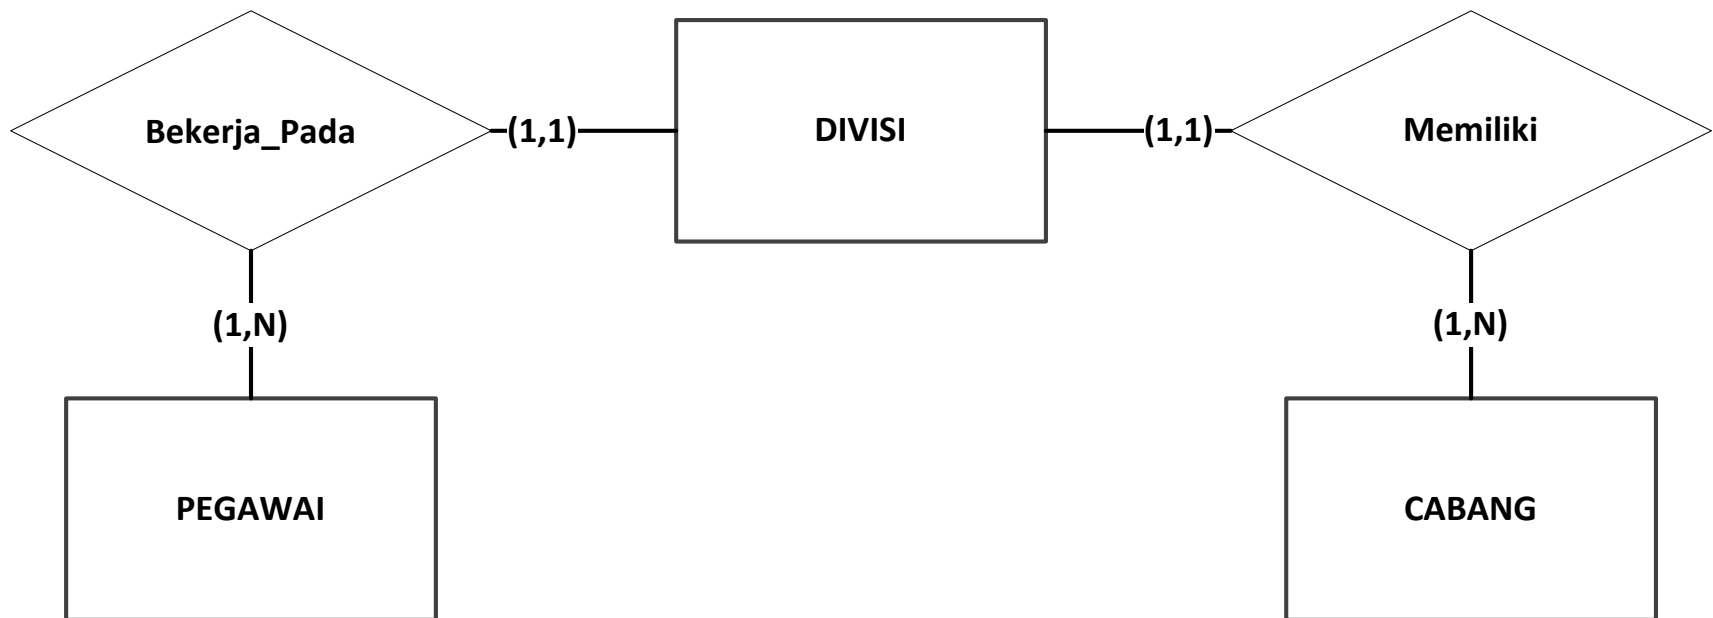 Bekerja_Pada
(1,1)
DIVISI
(1,1)
Memiliki
(1,N)
(1,N)
PEGAWAI
CABANG